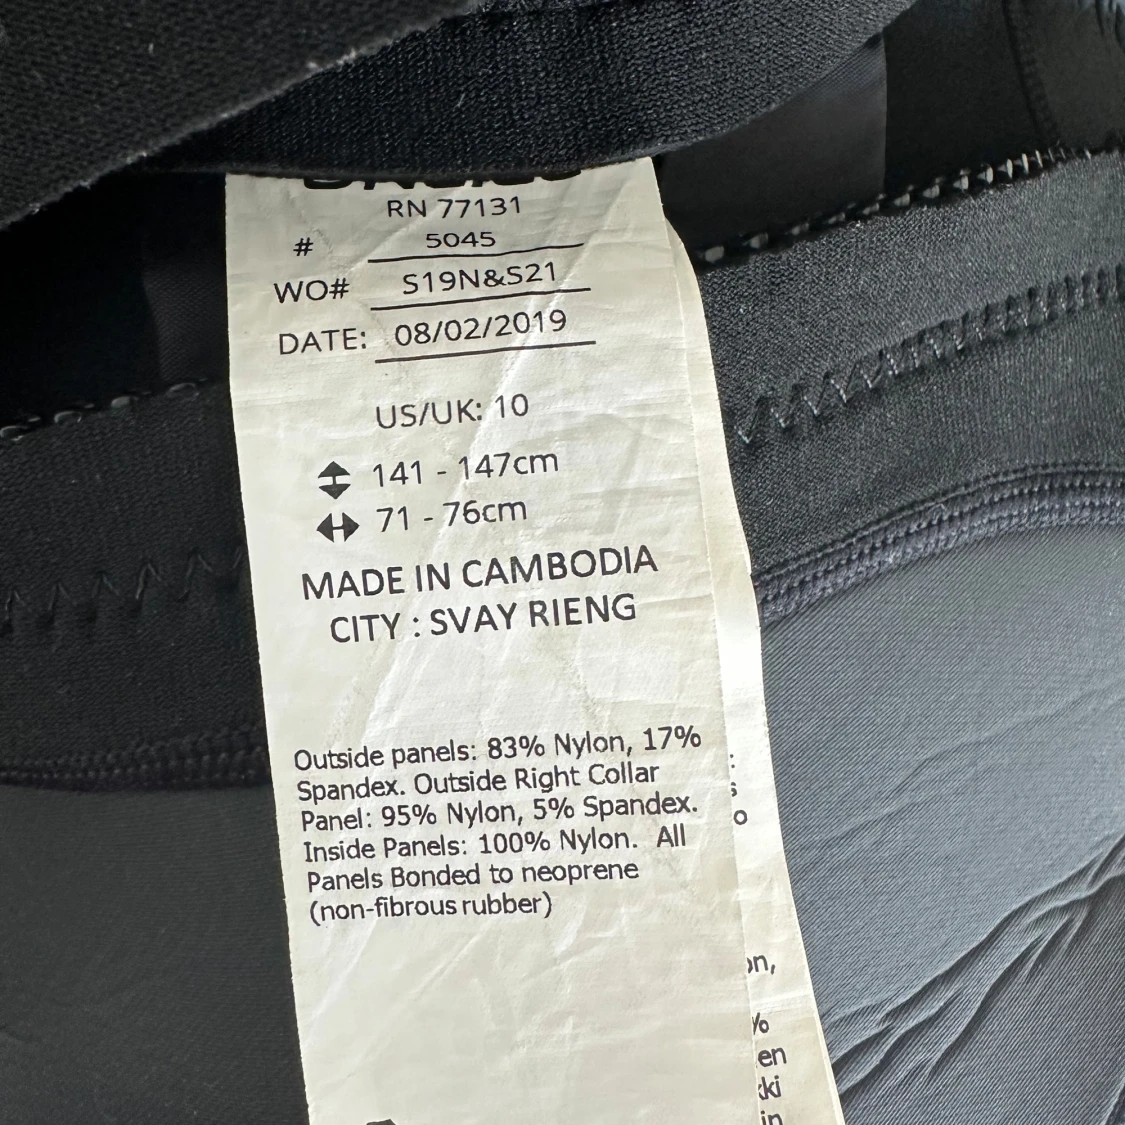 RN 77131
# 5045
WO# S19N&S21
DATE: 08/02/2019
US/UK: 10
141 - 147cm
71 - 76cm
MADE IN CAMBODIA
CITY : SVAY RIENG
Outside panels: 83% Nylon, 17%
Spandex. Outside Right Collar
Panel: 95% Nylon, 5% Spandex.
Inside Panels: 100% Nylon. All
Panels Bonded to neoprene
(non-fibrous rubber)